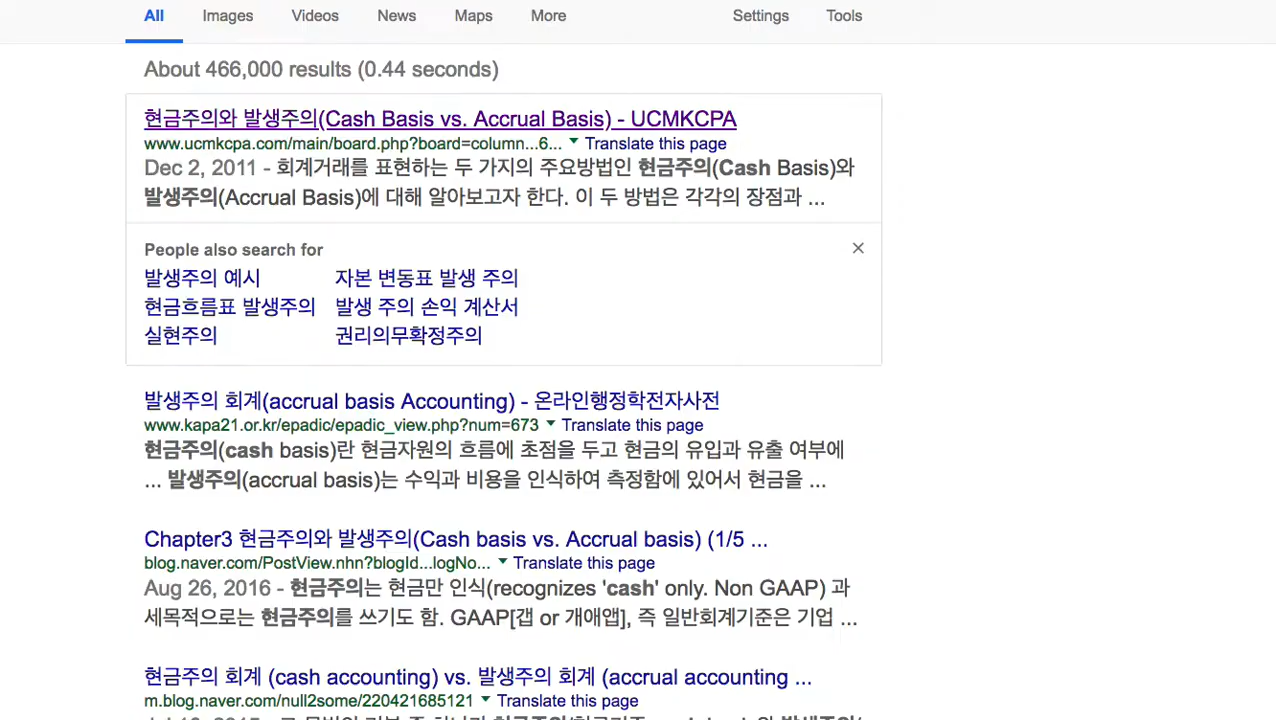 All Images Videos News Maps More Settings Tools
About 466,000 results (0.44 seconds)
현금주의와 발생주의(Cash Basis vs. Accrual Basis) - UCMKCPA
www.ucmkcpa.com/main/board.php?board=column...6... Translate this page
Dec 2, 2011 - 회계거래를 표현하는 두 가지의 주요방법인 현금주의(Cash Basis)와
발생주의(Accrual Basis)에 대해 알아보고자 한다. 이 두 방법은 각각의 장점과 ...
People also search for
발생주의 예시 자본 변동표 발생 주의
현금흐름표 발생주의 발생 주의 손익 계산서
실현주의 권리의무확정주의
발생주의 회계(accrual basis Accounting) - 온라인행정학전자사전
www.kapa21.or.kr/epadic/epadic_view.php?num=673 Translate this page
현금주의(cash basis)란 현금자원의 흐름에 초점을 두고 현금의 유입과 유출 여부에
... 발생주의(accrual basis)는 수익과 비용을 인식하여 측정함에 있어서 현금을 ...
Chapter3 현금주의와 발생주의(Cash basis vs. Accrual basis) (1/5 ...
blog.naver.com/PostView.nhn?blogId...logNo... Translate this page
Aug 26, 2016 - 현금주의는 현금만 인식(recognizes 'cash' only. Non GAAP) 과
세목적으로는 현금주의를 쓰기도 함. GAAP[갭 or 개애앱], 즉 일반회계기준은 기업 ...
현금주의 회계 (cash accounting) vs. 발생주의 회계 (accrual accounting ...
m.blog.naver.com/null2some/220421685121 Translate this page